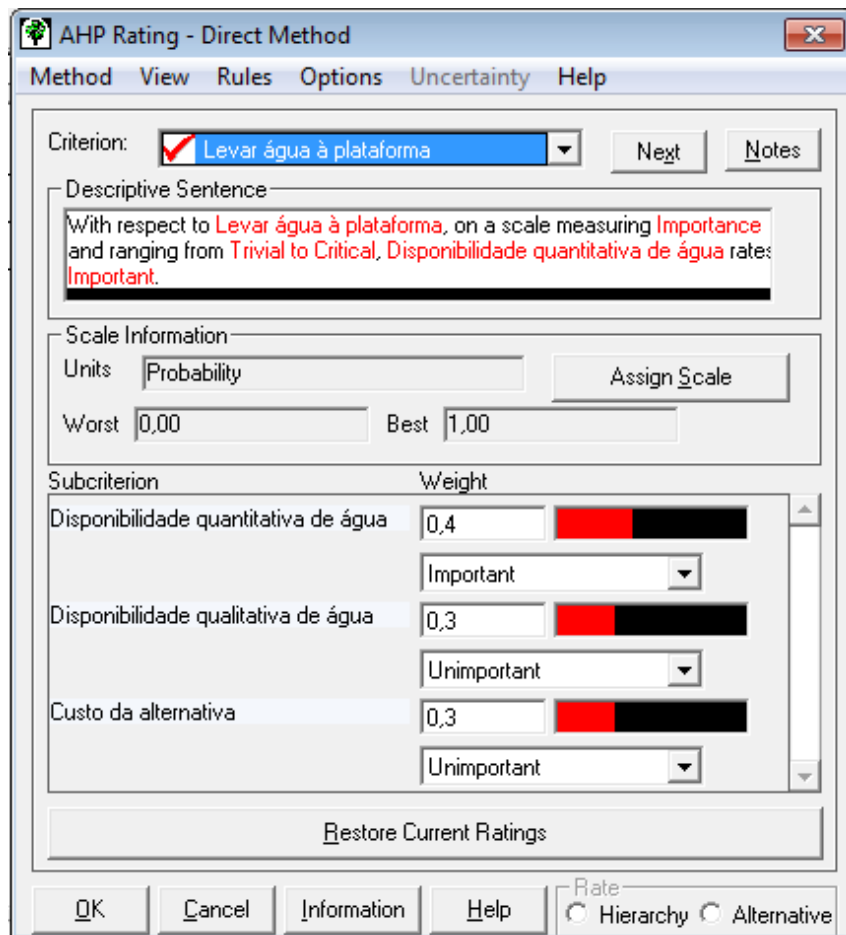 AHP Rating - Direct Method
Method View Rules Options Uncertainty Help
Criterion: Levar água à plataforma Next Notes
Descriptive Sentence
With respect to Levar água à plataforma, on a scale measuring Importance
and ranging from Trivial to Critical, Disponibilidade quantitativa de água rates
Important.
Scale Information
Units Probability Assign Scale
Worst 0,00 Best 1,00
Subcriterion Weight
Disponibilidade quantitativa de água 0,4
Important
Disponibilidade qualitativa de água 0,3
Unimportant
Custo da alternativa 0,3
Unimportant
Restore Current Ratings
OK Cancel Information Help Rate
Hierarchy Alternative